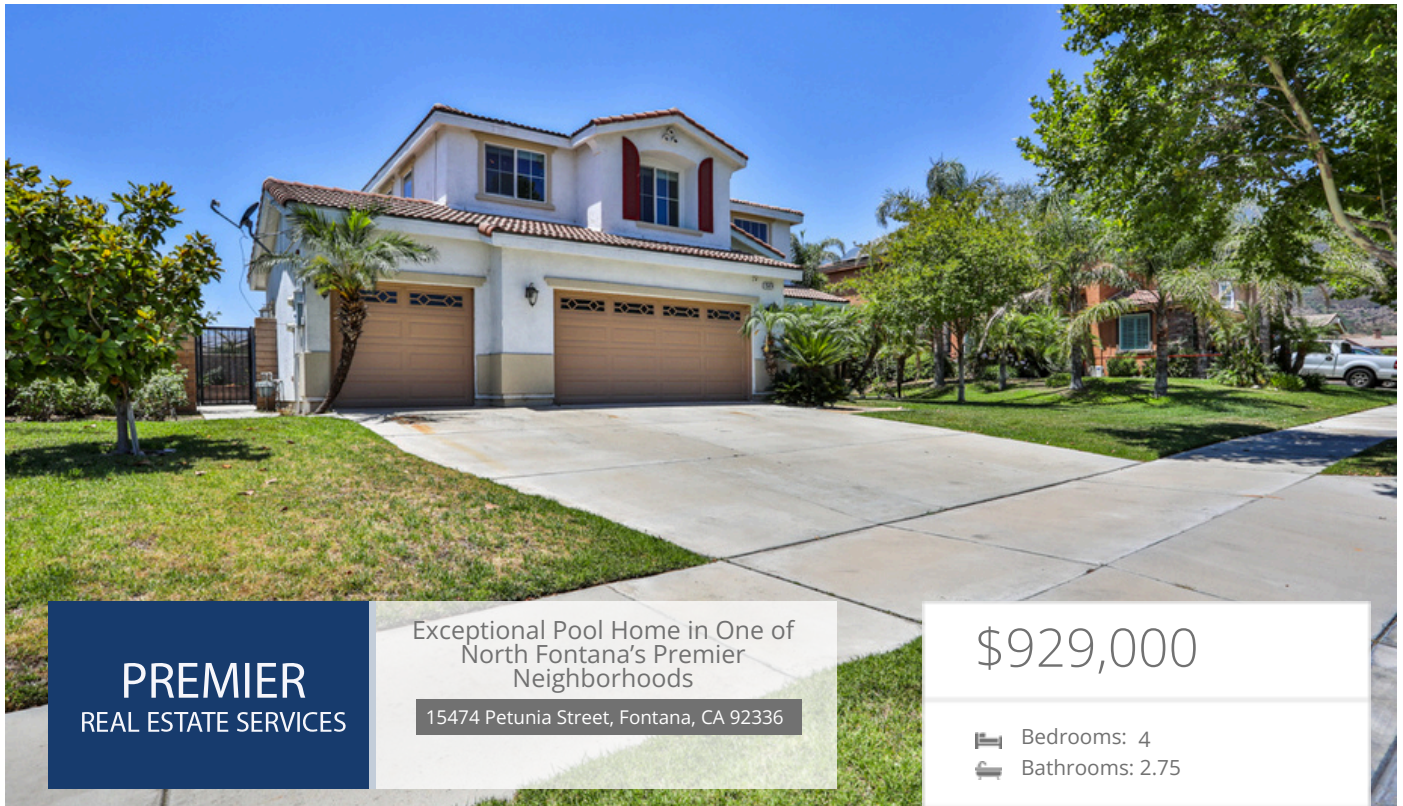 PREMIER
REAL ESTATE SERVICES
Exceptional Pool Home in One of
North Fontana’s Premier
Neighborhoods
15474 Petunia Street, Fontana, CA 92336
$929,000
Bedrooms: 4
Bathrooms: 2.75